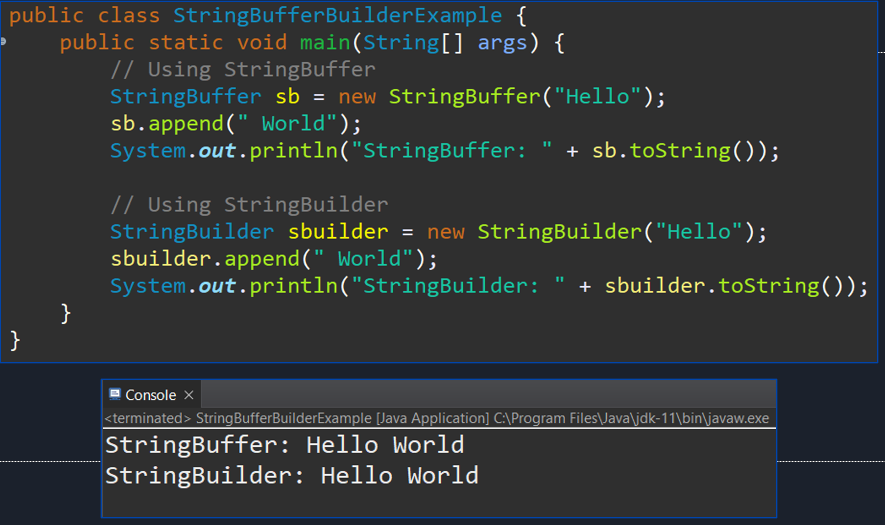 public class StringBufferBuilderExample {
public static void main(String[] args) {
// Using StringBuffer
StringBuffer sb = new StringBuffer("Hello");
sb.append(" World");
System.out.println("StringBuffer: " + sb.toString());
// Using StringBuilder
StringBuilder sbuilder = new StringBuilder("Hello");
sbuilder.append(" World");
System.out.println("StringBuilder: " + sbuilder.toString());
}
}
Console
<terminated> StringBufferBuilderExample [Java Application] C:\Program Files\Java\jdk-11\bin\javaw.exe
StringBuffer: Hello World
StringBuilder: Hello World